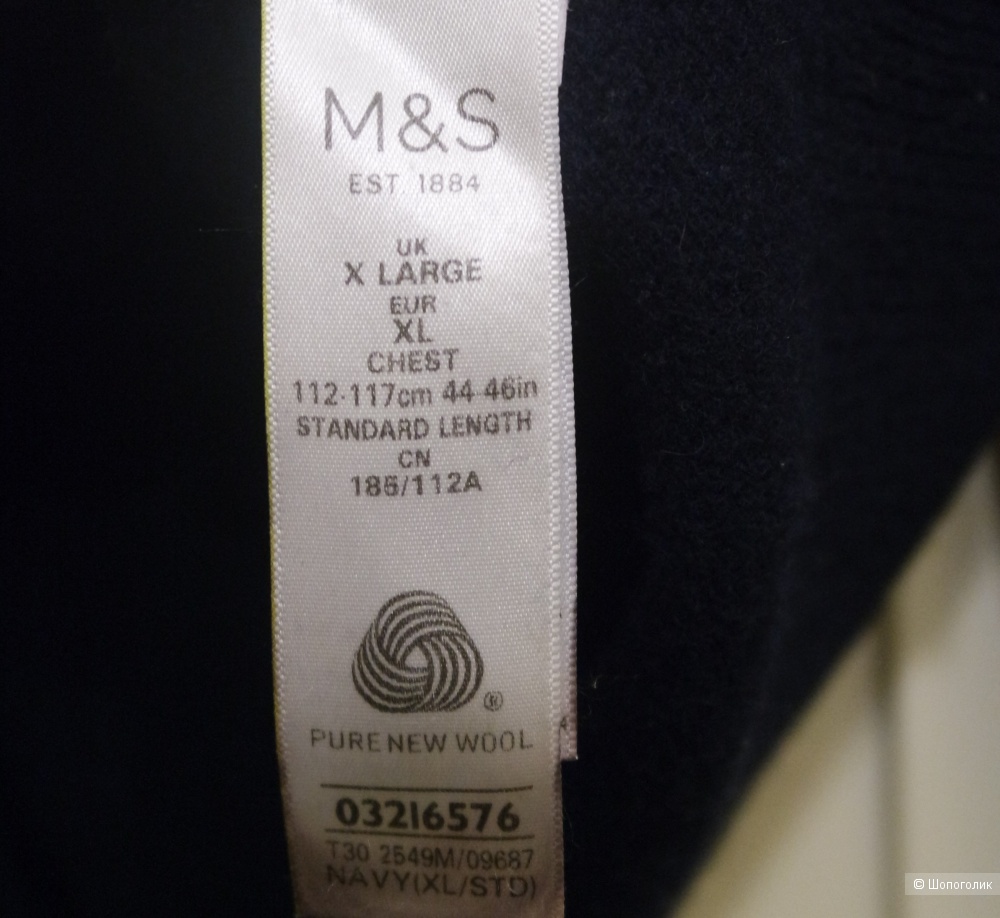 M&S
EST 1884
UK
X LARGE
EUR
XL
CHEST
112-117cm 44-46in
STANDARD LENGTH
CN
185/112A
®
PURE NEW WOOL
03216576
T30 2549M/09687
NAVY(XL/STD)
4
© Шопоголик